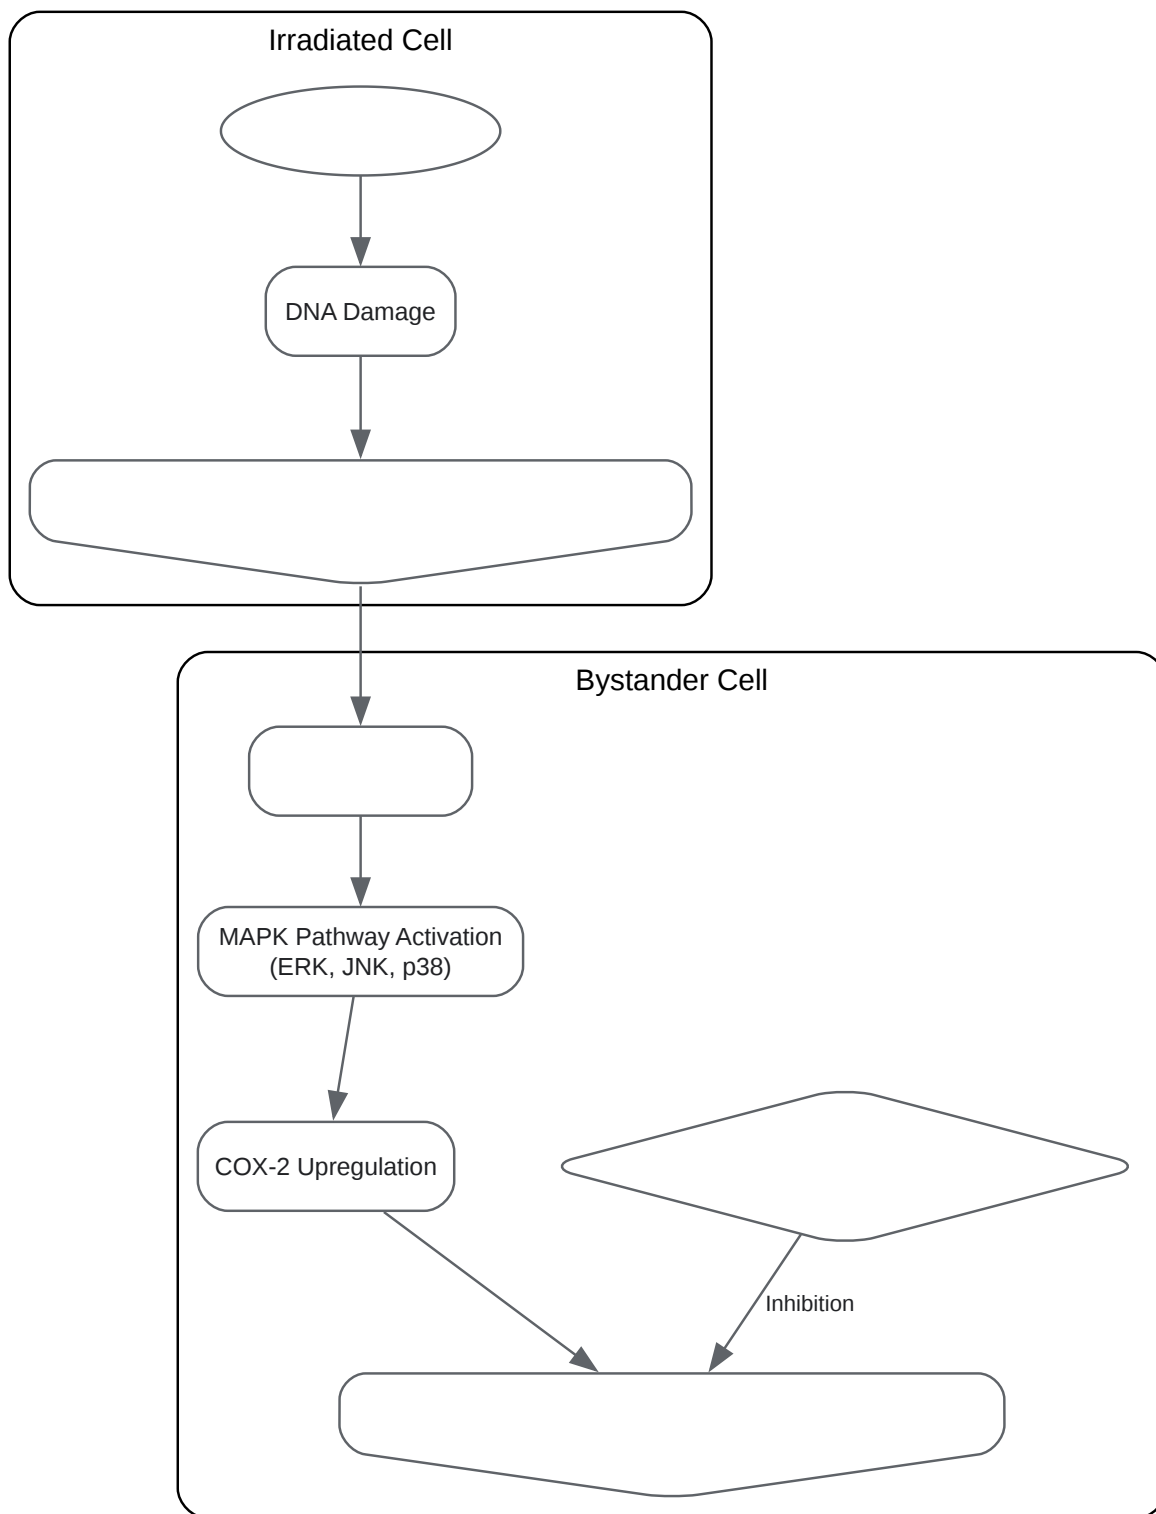 Irradiated Cell
DNA Damage
Bystander Cell
MAPK Pathway Activation
(ERK, JNK, p38)
COX-2 Upregulation
Inhibition